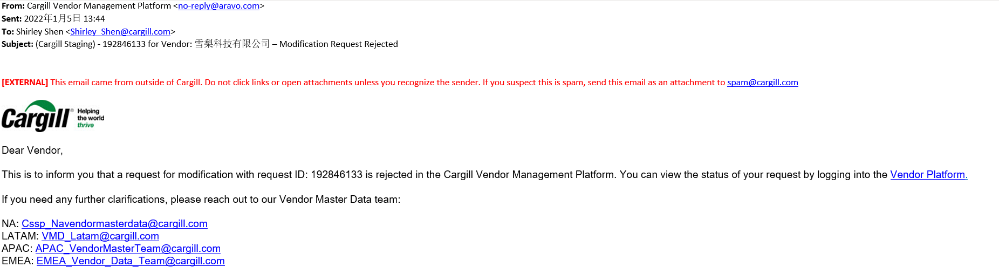 From: Cargill Vendor Management Platform <no-reply@aravo.com>
Sent: 2022年1月5日 13:44
To: Shirley Shen <Shirley_Shen@cargill.com>
Subject: (Cargill Staging) - 192846133 for Vendor: 雪梨科技有限公司 – Modification Request Rejected
[EXTERNAL] This email came from outside of Cargill. Do not click links or open attachments unless you recognize the sender. If you suspect this is spam, send this email as an attachment to spam@cargill.com
Cargill® Helping
the world
thrive
Dear Vendor,
This is to inform you that a request for modification with request ID: 192846133 is rejected in the Cargill Vendor Management Platform. You can view the status of your request by logging into the Vendor Platform.
If you need any further clarifications, please reach out to our Vendor Master Data team:
NA: Cssp_Navendormasterdata@cargill.com
LATAM: VMD_Latam@cargill.com
APAC: APAC_VendorMasterTeam@cargill.com
EMEA: EMEA_Vendor_Data_Team@cargill.com